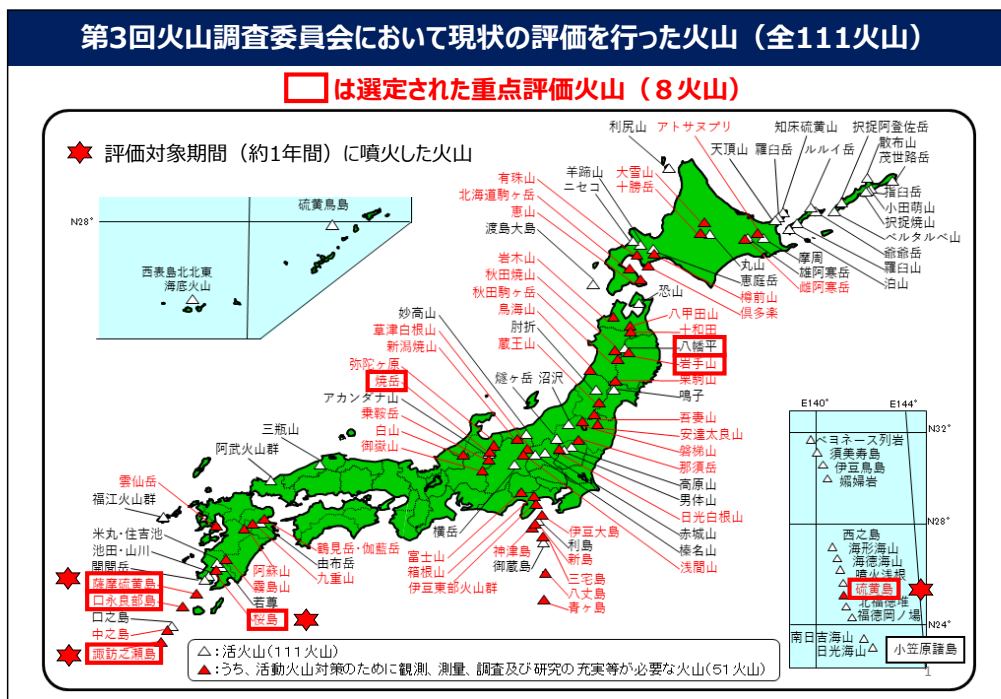 第3回火山調査委員会において現状の評価を行った火山（全111火山）
は選定された重点評価火山（８火山）
評価対象期間（約1年間）に噴火した火山
N28°
硫黄鳥島
西表島北北東
海底火山
利尻山
アトサヌプリ
知床硫黄山
択捉阿登佐岳
散布山
茂世路岳
天頂山
羅臼岳
ルルイ岳
指臼岳
小田萌山
択捉焼山
ベルタルベ山
爺爺岳
羅臼山
泊山
羊蹄山
ニセコ
大雪山
十勝岳
有珠山
北海道駒ヶ岳
恵山
渡島大島
丸山
恵庭岳
樽前山
倶多楽
摩周
雄阿寒岳
雌阿寒岳
恐山
岩木山
秋田焼山
秋田駒ヶ岳
鳥海山
肘折
蔵王山
八甲田山
十和田
八幡平
岩手山
栗駒山
鳴子
妙高山
草津白根山
新潟焼山
弥陀ヶ原
焼岳
アカンダナ山
乗鞍岳
白山
御嶽山
燧ヶ岳
沼沢
吾妻山
安達太良山
磐梯山
那須岳
高原山
男体山
日光白根山
赤城山
榛名山
浅間山
三瓶山
阿武火山群
横岳
富士山
箱根山
伊豆東部火山群
伊豆大島
利島
新島
神津島
御蔵島
三宅島
八丈島
青ヶ島
雲仙岳
福江火山群
米丸・住吉池
池田・山川
開聞岳
薩摩硫黄島
口永良部島
口之島
中之島
諏訪之瀬島
鶴見岳・伽藍岳
由布岳
九重山
阿蘇山
霧島山
若尊
桜島
E140°
E144°
N32°
ベヨネース列岩
須美寿島
伊豆鳥島
孀婦岩
N28°
西之島
海形海山
海徳海山
噴火浅根
硫黄島
北福徳堆
福徳岡ノ場
N24°
南日吉海山
日光海山
小笠原諸島
△：活火山(111火山)
▲：うち、活動火山対策のために観測、測量、調査及び研究の充実等が必要な火山(51火山)
1